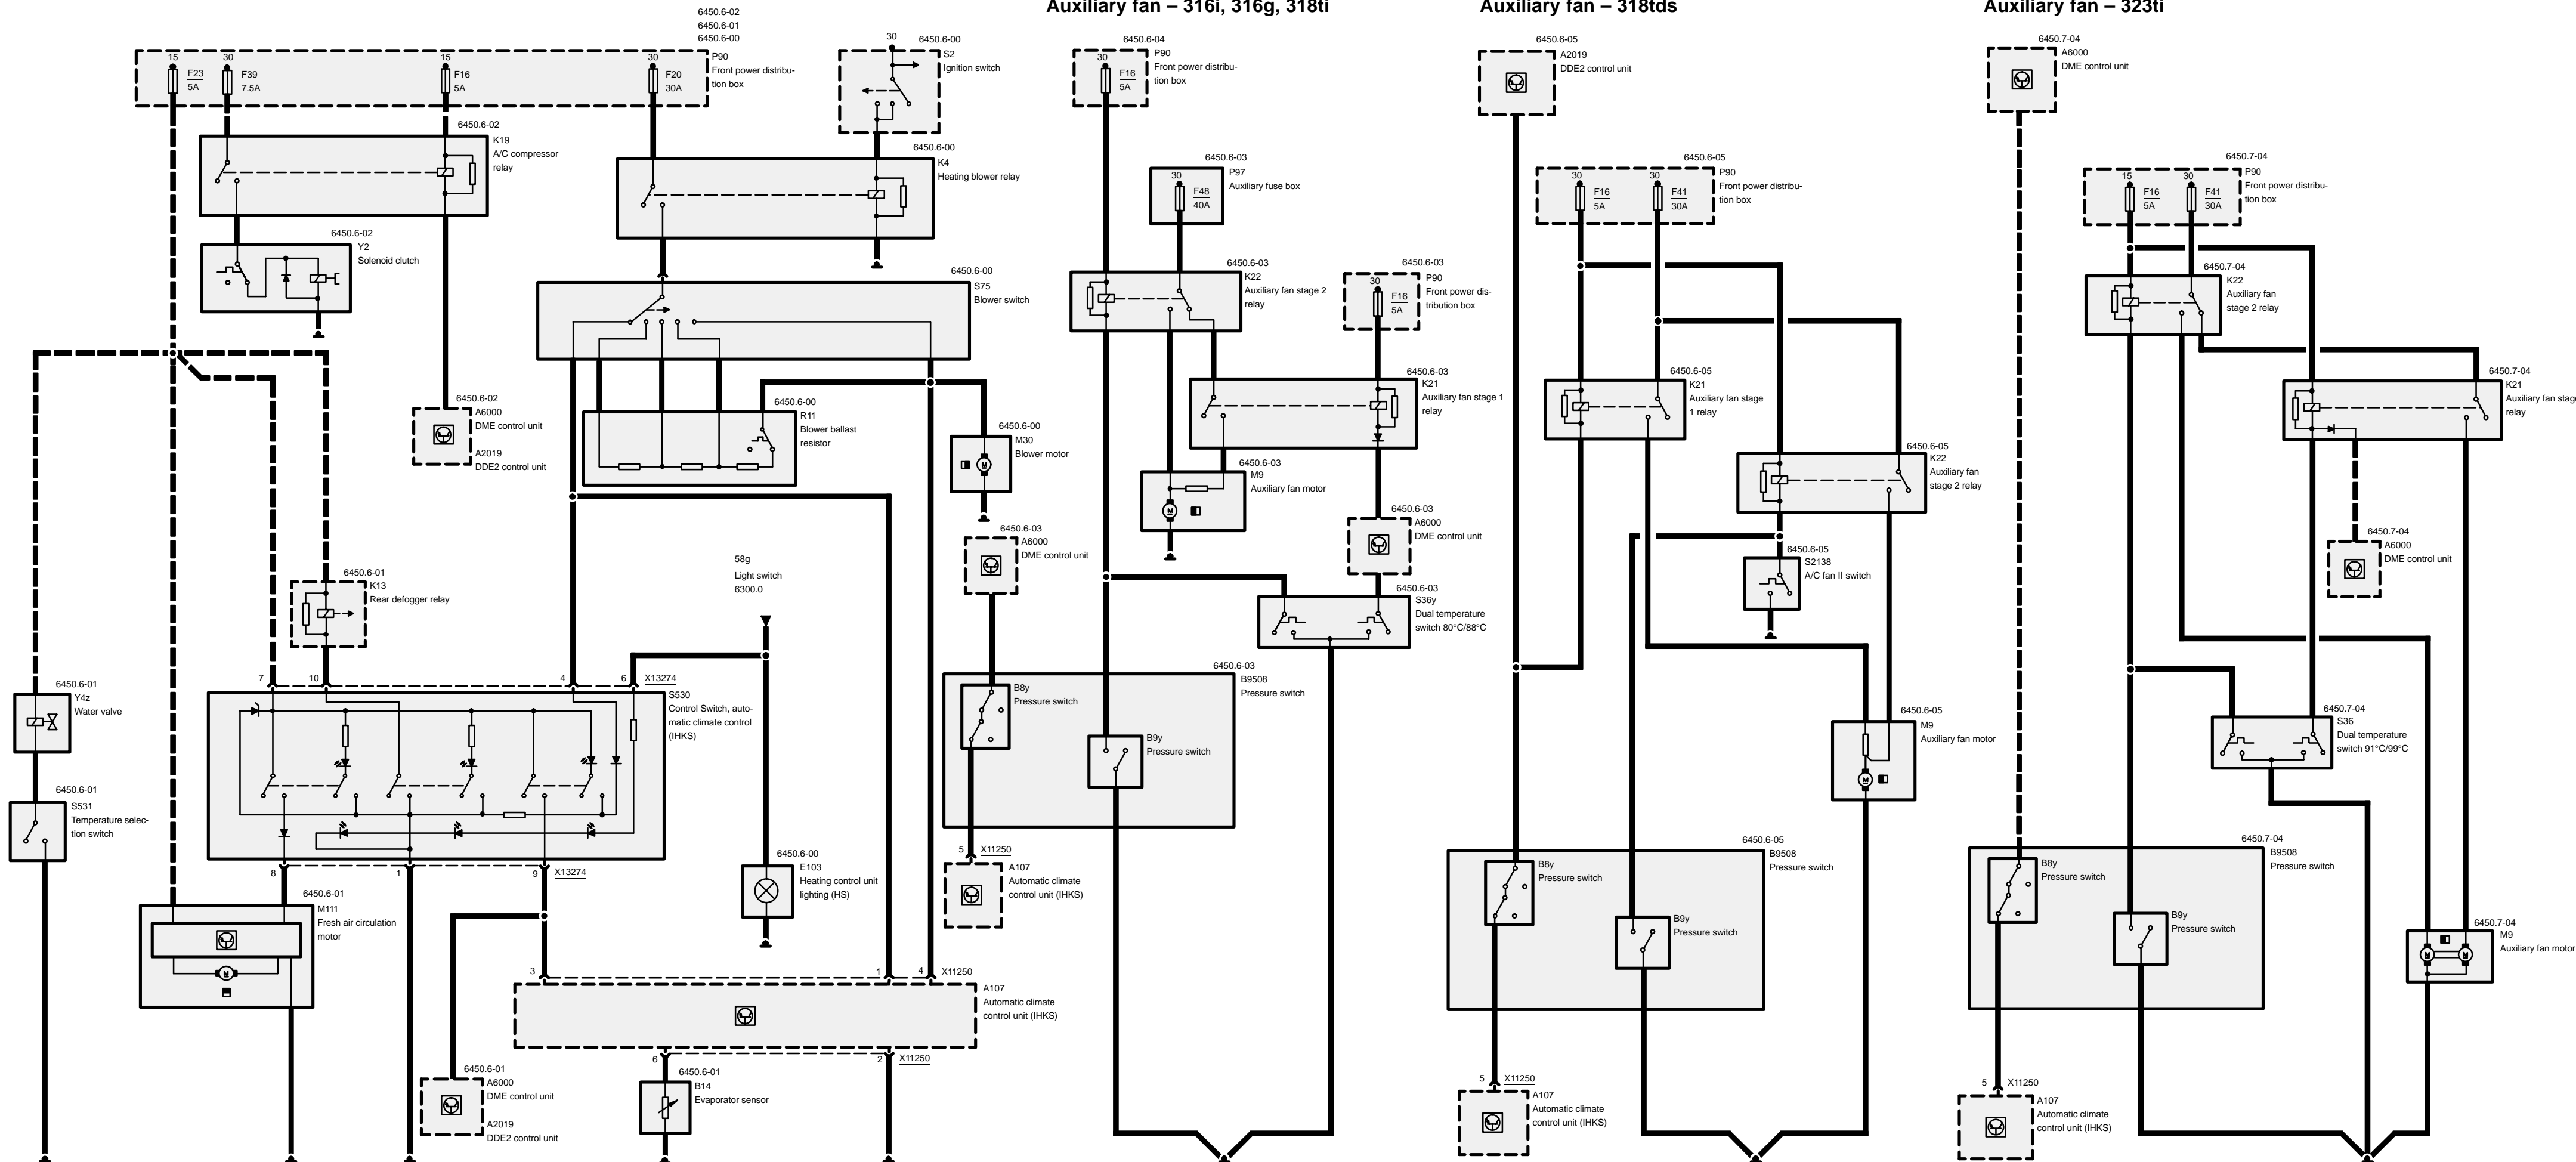 Auxiliary fan – 316i, 316g, 318ti
Auxiliary fan – 318tds
Auxiliary fan – 323ti
6450.6-02
6450.6-01
6450.6-00
15
F23
5A
30
F39
7.5A
15
F16
5A
30
F20
30A
P90
Front power distribu-
tion box
30
6450.6-00
S2
Ignition switch
6450.6-02
K19
A/C compressor
relay
6450.6-00
K4
Heating blower relay
6450.6-02
Y2
Solenoid clutch
6450.6-00
S75
Blower switch
6450.6-02
A6000
DME control unit
A2019
DDE2 control unit
6450.6-00
R11
Blower ballast
resistor
6450.6-00
M30
Blower motor
M
6450.6-01
K13
Rear defogger relay
58g
Light switch
6300.0
6450.6-01
Y4z
Water valve
6450.6-01
S531
Temperature selec-
tion switch
7
10
4
6
X13274
S530
Control Switch, auto-
matic climate control
(IHKS)
8
1
9
X13274
6450.6-01
M111
Fresh air circulation
motor
M
6450.6-00
E103
Heating control unit
lighting (HS)
3
1
4
X11250
A107
Automatic climate
control unit (IHKS)
6
2
X11250
6450.6-01
A6000
DME control unit
A2019
DDE2 control unit
6450.6-01
B14
Evaporator sensor
6450.6-04
30
F16
5A
P90
Front power distribu-
tion box
6450.6-03
P97
Auxiliary fuse box
30
F48
40A
6450.6-03
K22
Auxiliary fan stage 2
relay
6450.6-03
P90
Front power dis-
tribution box
30
F16
5A
6450.6-03
K21
Auxiliary fan stage 1
relay
6450.6-03
M9
Auxiliary fan motor
M
6450.6-03
A6000
DME control unit
6450.6-03
A6000
DME control unit
6450.6-03
S36y
Dual temperature
switch 80°C/88°C
6450.6-03
B9508
Pressure switch
B8y
Pressure switch
B9y
Pressure switch
5
X11250
A107
Automatic climate
control unit (IHKS)
6450.6-05
A2019
DDE2 control unit
6450.6-05
P90
Front power distribu-
tion box
30
F16
5A
30
F41
30A
6450.6-05
K21
Auxiliary fan stage
1 relay
6450.6-05
K22
Auxiliary fan
stage 2 relay
6450.6-05
S2138
A/C fan II switch
6450.6-05
M9
Auxiliary fan motor
M
6450.6-05
B9508
Pressure switch
B8y
Pressure switch
B9y
Pressure switch
5
X11250
A107
Automatic climate
control unit (IHKS)
6450.7-04
A6000
DME control unit
6450.7-04
P90
Front power distribu-
tion box
15
F16
5A
30
F41
30A
6450.7-04
K22
Auxiliary fan
stage 2 relay
6450.7-04
K21
Auxiliary fan
relay
6450.7-04
A6000
DME control unit
6450.7-04
S36
Dual temperature
switch 91°C/99°C
6450.7-04
B9508
Pressure switch
B8y
Pressure switch
B9y
Pressure switch
6450.7-04
M9
Auxiliary fan motor
M
M
5
X11250
A107
Automatic climate
control unit (IHKS)